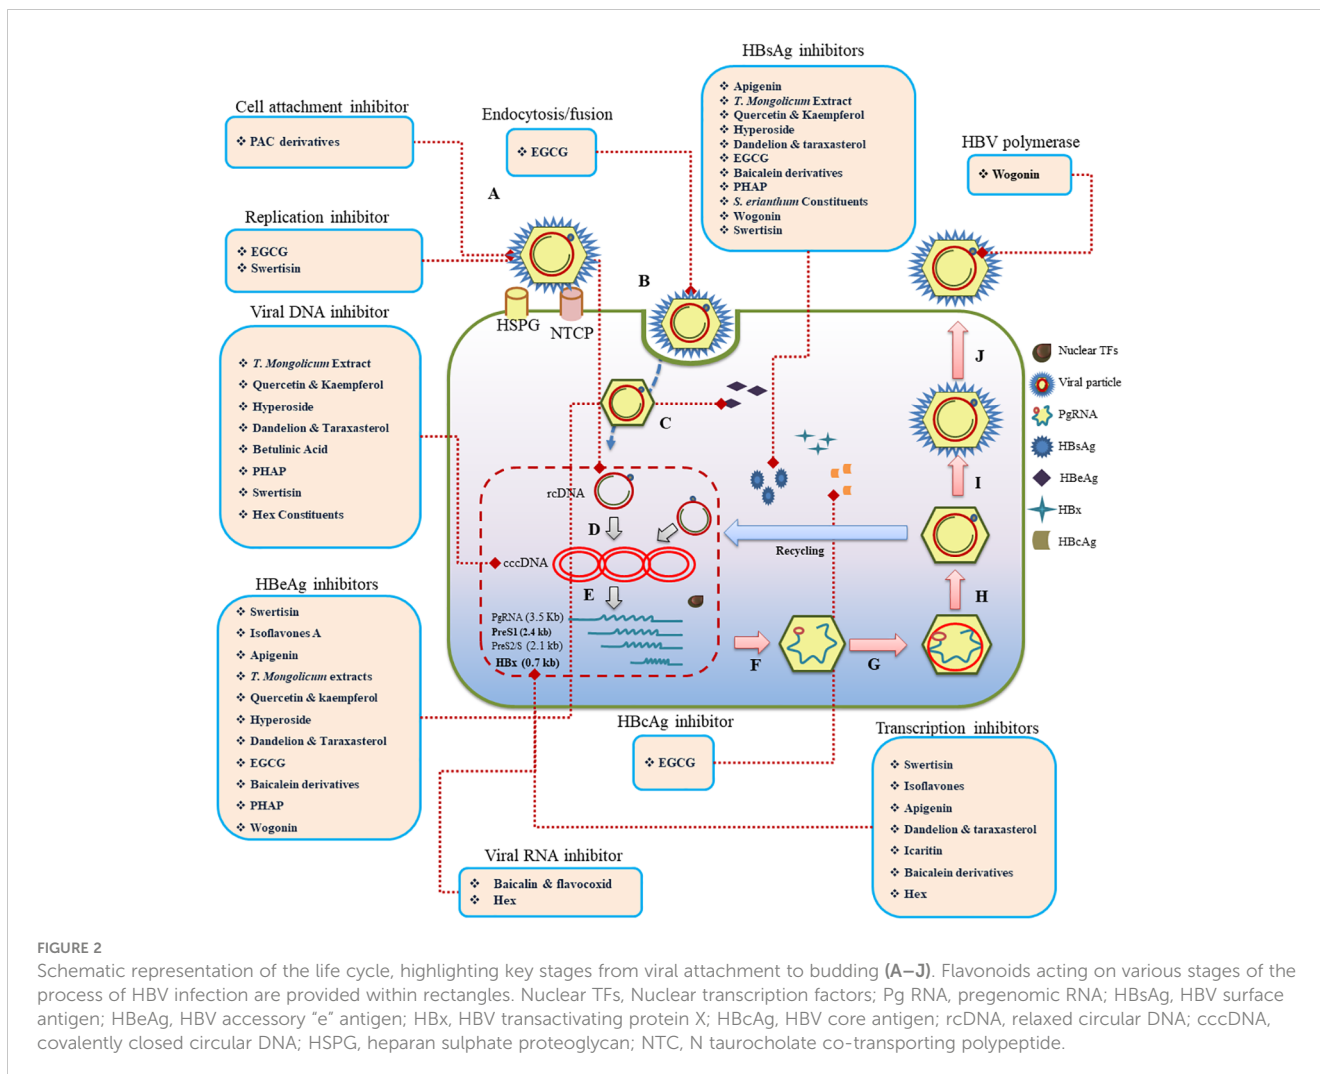 HBsAg inhibitors
❖ Apigenin
❖ T. Mongolicum Extract
❖ Quercetin & Kaempferol
❖ Hyperoside
❖ Dandelion & taraxasterol
❖ EGCG
❖ Baicalein derivatives
❖ PHAP
❖ S. erianthum Constituents
❖ Wogonin
❖ Swertisin
Cell attachment inhibitor
❖ PAC derivatives
Endocytosis/fusion
❖ EGCG
HBV polymerase
❖ Wogonin
A
Replication inhibitor
❖ EGCG
❖ Swertisin
B
HSPG
NTCP
Viral DNA inhibitor
❖ T. Mongolicum Extract
❖ Quercetin & Kaempferol
❖ Hyperoside
❖ Dandelion & Taraxasterol
❖ Betulinic Acid
❖ PHAP
❖ Swertisin
❖ Hex Constituents
C
J
I
Nuclear TFs
Viral particle
PgRNA
HBsAg
HBeAg
HBx
HBcAg
rcDNA
D
Recycling
cccDNA
E
PgRNA (3.5 Kb)
PreS1 (2.4 kb)
PreS2/S (2.1 kb)
HBx (0.7 kb)
F
G
H
HBeAg inhibitors
❖ Swertisin
❖ Isoflavones A
❖ Apigenin
❖ T. Mongolicum extracts
❖ Quercetin & kaempferol
❖ Hyperoside
❖ Dandelion & Taraxasterol
❖ EGCG
❖ Baicalein derivatives
❖ PHAP
❖ Wogonin
HBcAg inhibitor
❖ EGCG
Transcription inhibitors
❖ Swertisin
❖ Isoflavones
❖ Apigenin
❖ Dandelion & taraxasterol
❖ Icaritin
❖ Baicalein derivatives
❖ Hex
Viral RNA inhibitor
❖ Baicalin & flavocoxid
❖ Hex
FIGURE 2
Schematic representation of the life cycle, highlighting key stages from viral attachment to budding (A–J). Flavonoids acting on various stages of the
process of HBV infection are provided within rectangles. Nuclear TFs, Nuclear transcription factors; Pg RNA, pregenomic RNA; HBsAg, HBV surface
antigen; HBeAg, HBV accessory "e" antigen; HBx, HBV transactivating protein X; HBcAg, HBV core antigen; rcDNA, relaxed circular DNA; cccDNA,
covalently closed circular DNA; HSPG, heparan sulphate proteoglycan; NTC, N taurocholate co-transporting polypeptide.